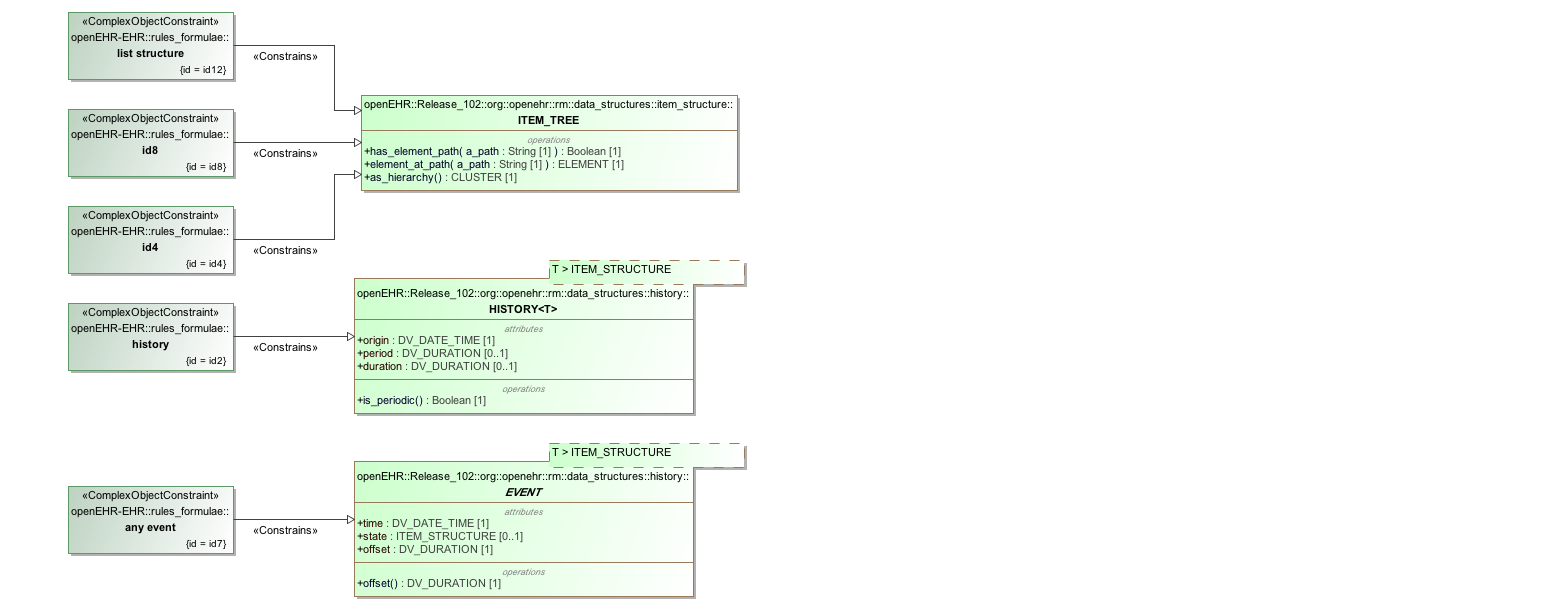 «ComplexObjectConstraint»
openEHR-EHR::rules_formulae::
list structure
{id = id12}
«Constrains»
«ComplexObjectConstraint»
openEHR-EHR::rules_formulae::
id8
{id = id8}
«Constrains»
«ComplexObjectConstraint»
openEHR-EHR::rules_formulae::
id4
{id = id4}
«Constrains»
openEHR::Release_102::org::openehr::rm::data_structures::item_structure::
ITEM_TREE
operations
+has_element_path( a_path : String [1] ) : Boolean [1]
+element_at_path( a_path : String [1] ) : ELEMENT [1]
+as_hierarchy() : CLUSTER [1]
«ComplexObjectConstraint»
openEHR-EHR::rules_formulae::
history
{id = id2}
«Constrains»
T > ITEM_STRUCTURE
openEHR::Release_102::org::openehr::rm::data_structures::history::
HISTORY<T>
attributes
+origin : DV_DATE_TIME [1]
+period : DV_DURATION [0..1]
+duration : DV_DURATION [0..1]
operations
+is_periodic() : Boolean [1]
«ComplexObjectConstraint»
openEHR-EHR::rules_formulae::
any event
{id = id7}
«Constrains»
T > ITEM_STRUCTURE
openEHR::Release_102::org::openehr::rm::data_structures::history::
EVENT
attributes
+time : DV_DATE_TIME [1]
+state : ITEM_STRUCTURE [0..1]
+offset : DV_DURATION [1]
operations
+offset() : DV_DURATION [1]